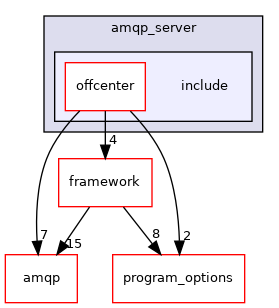 amqp_server
offcenter
include
4
framework
7
15
8
2
amqp
program_options